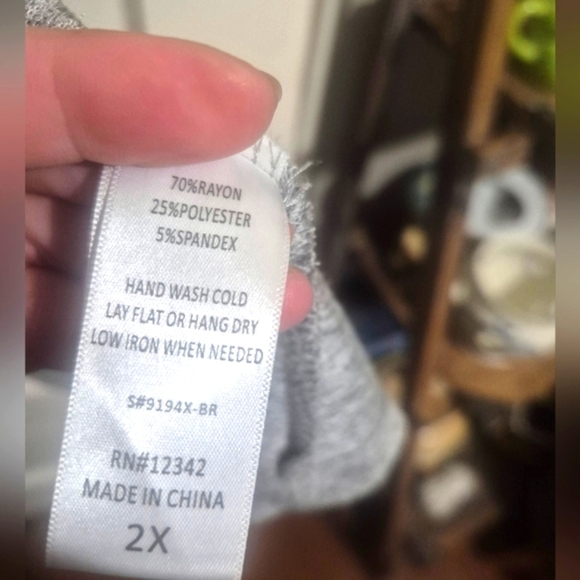 70%RAYON
25%POLYESTER
5%SPANDEX
HAND WASH COLD
LAY FLAT OR HANG DRY
LOW IRON WHEN NEEDED
S#9194X-BR
RN#12342
MADE IN CHINA
2X